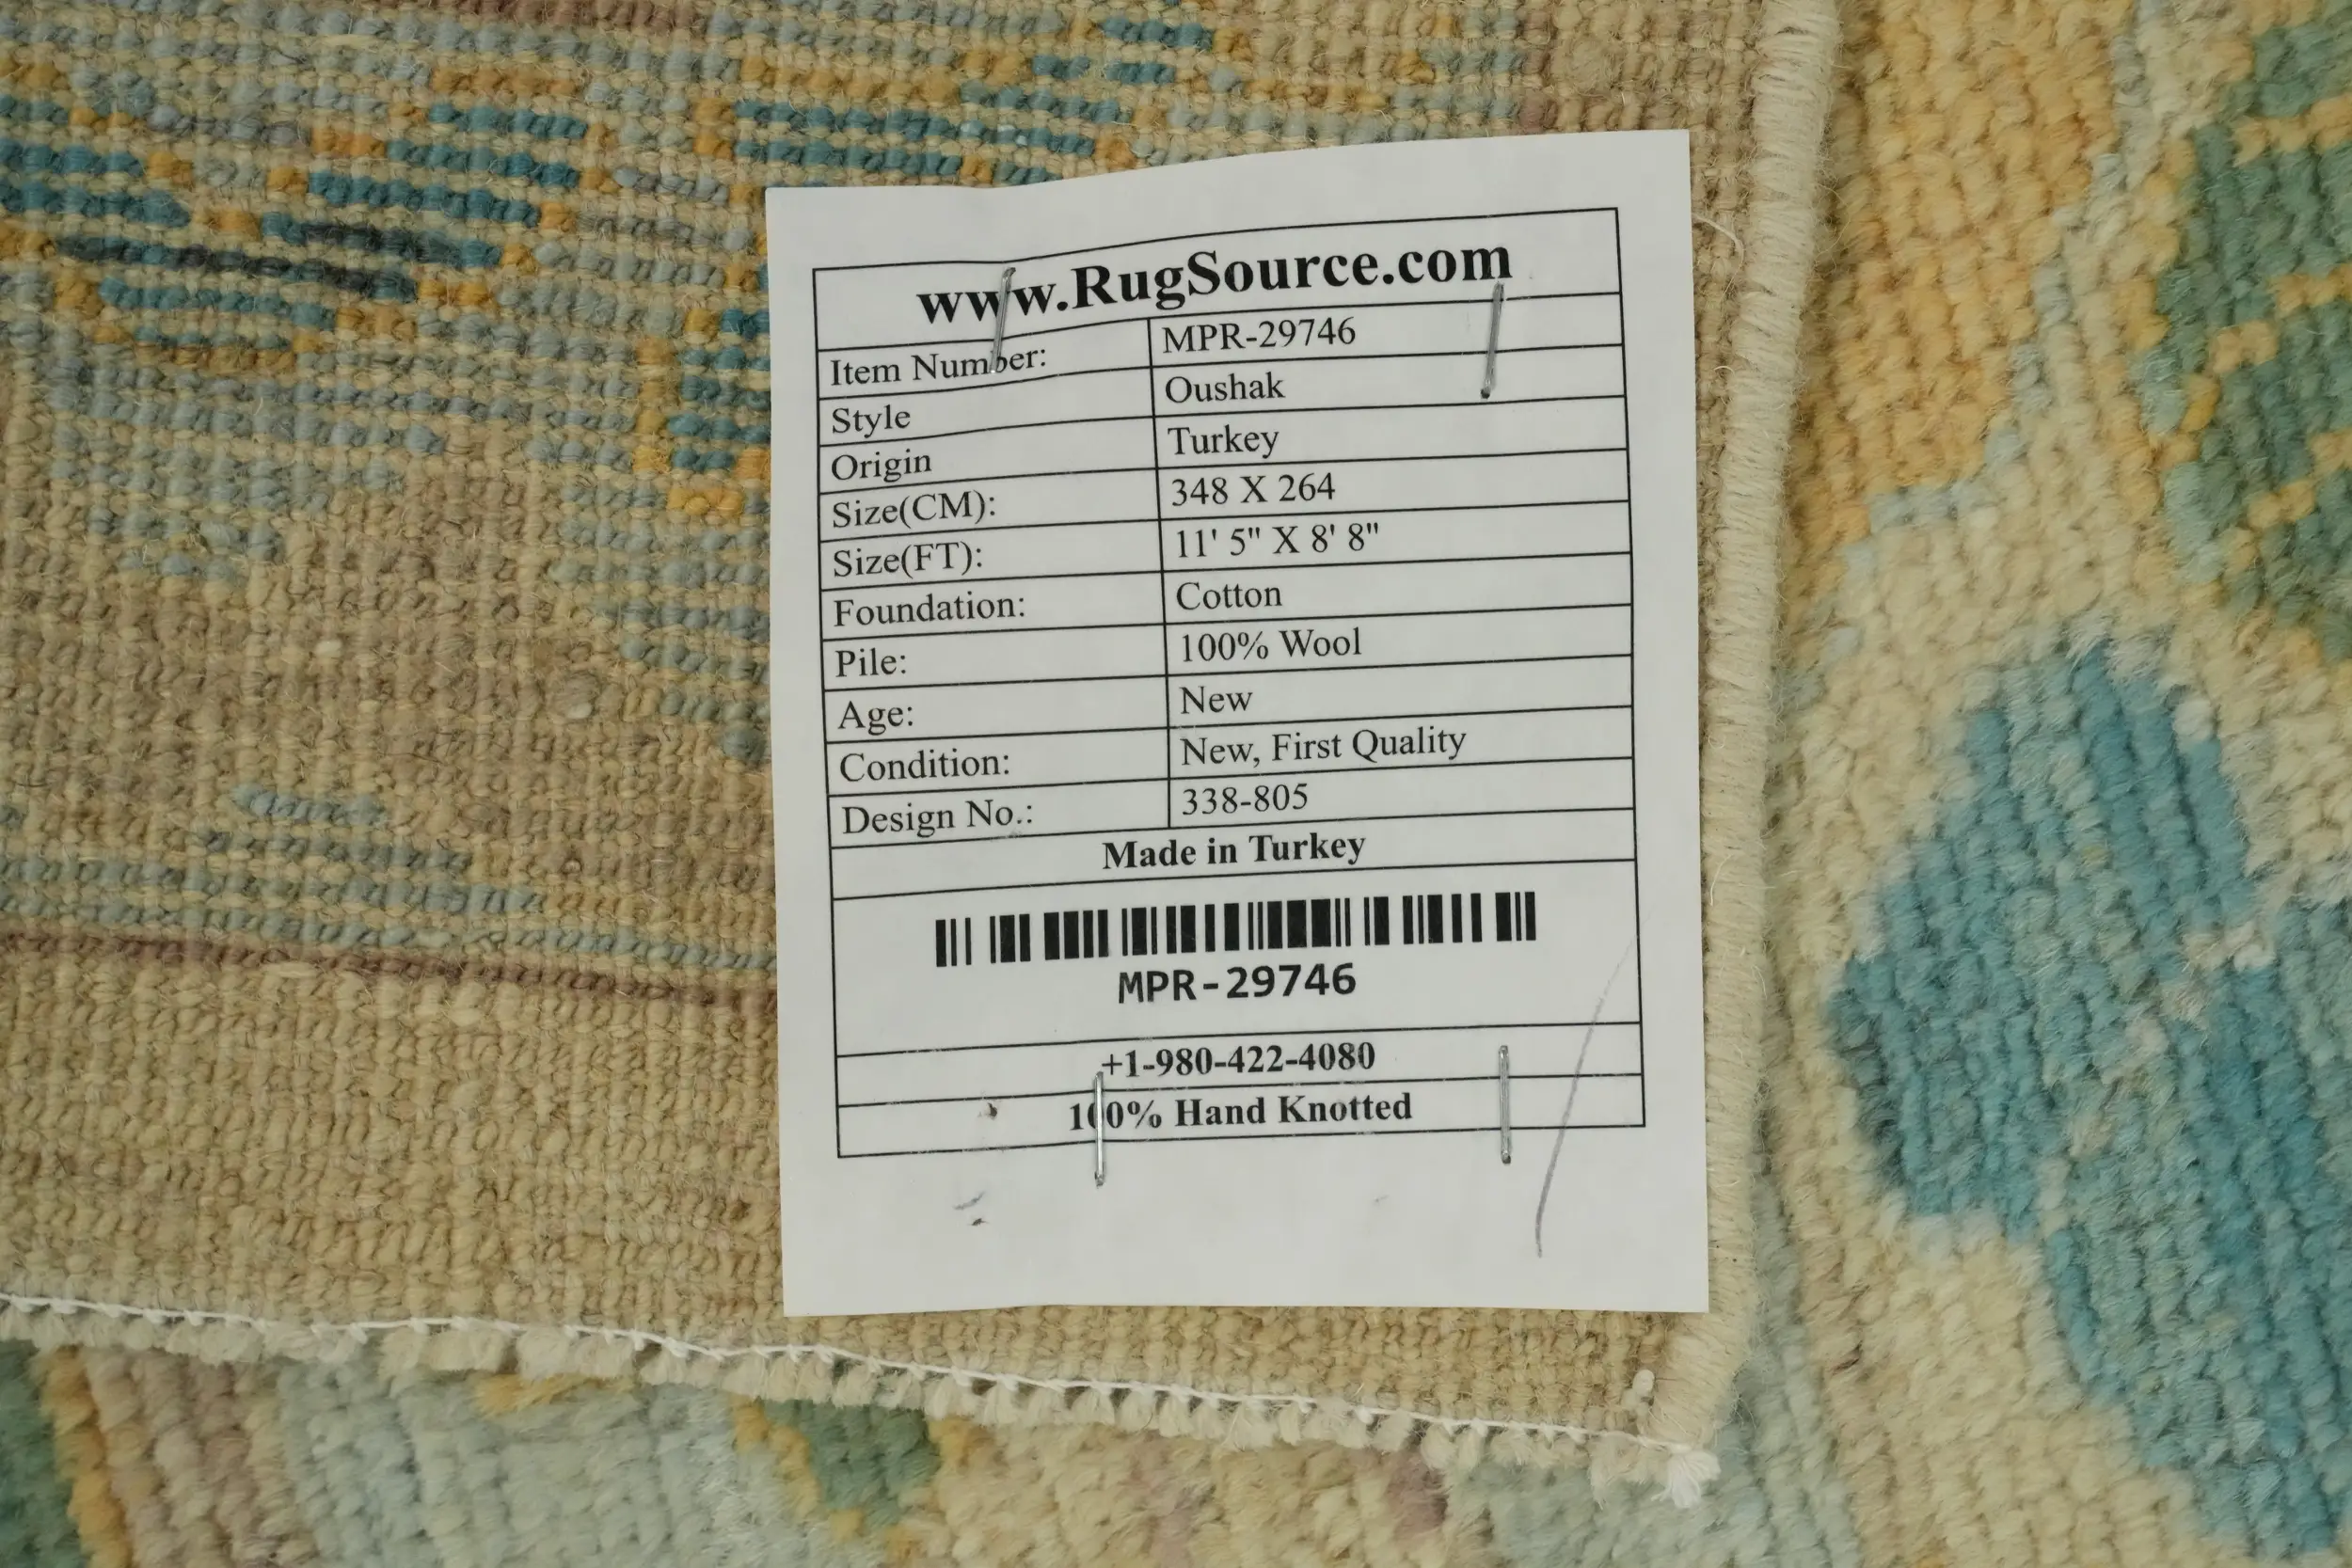 www.RugSource.com
Item Number: MPR-29746
Style Oushak
Origin Turkey
Size(CM): 348 X 264
Size(FT): 11' 5" X 8' 8"
Foundation: Cotton
Pile: 100% Wool
Age: New
Condition: New, First Quality
Design No.: 338-805
Made in Turkey
MPR-29746
+1-980-422-4080
100% Hand Knotted